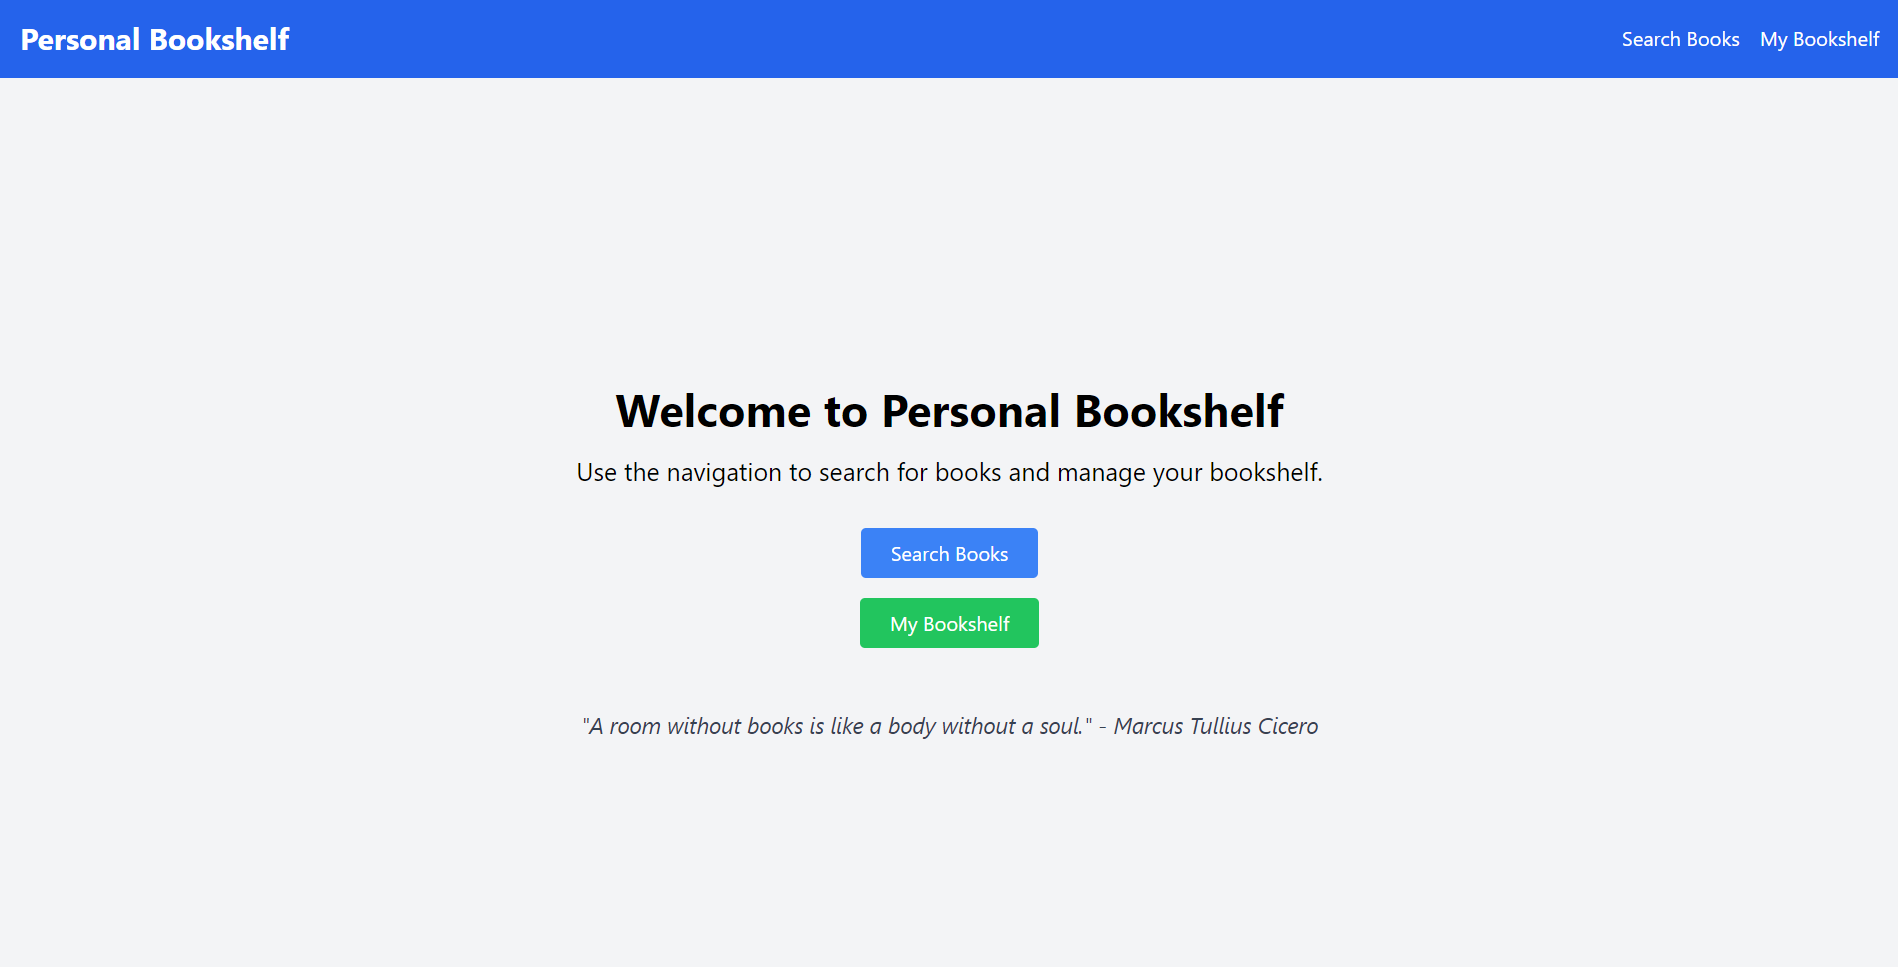 Personal Bookshelf
Search Books
My Bookshelf
Welcome to Personal Bookshelf
Use the navigation to search for books and manage your bookshelf.
Search Books
My Bookshelf
"A room without books is like a body without a soul." - Marcus Tullius Cicero